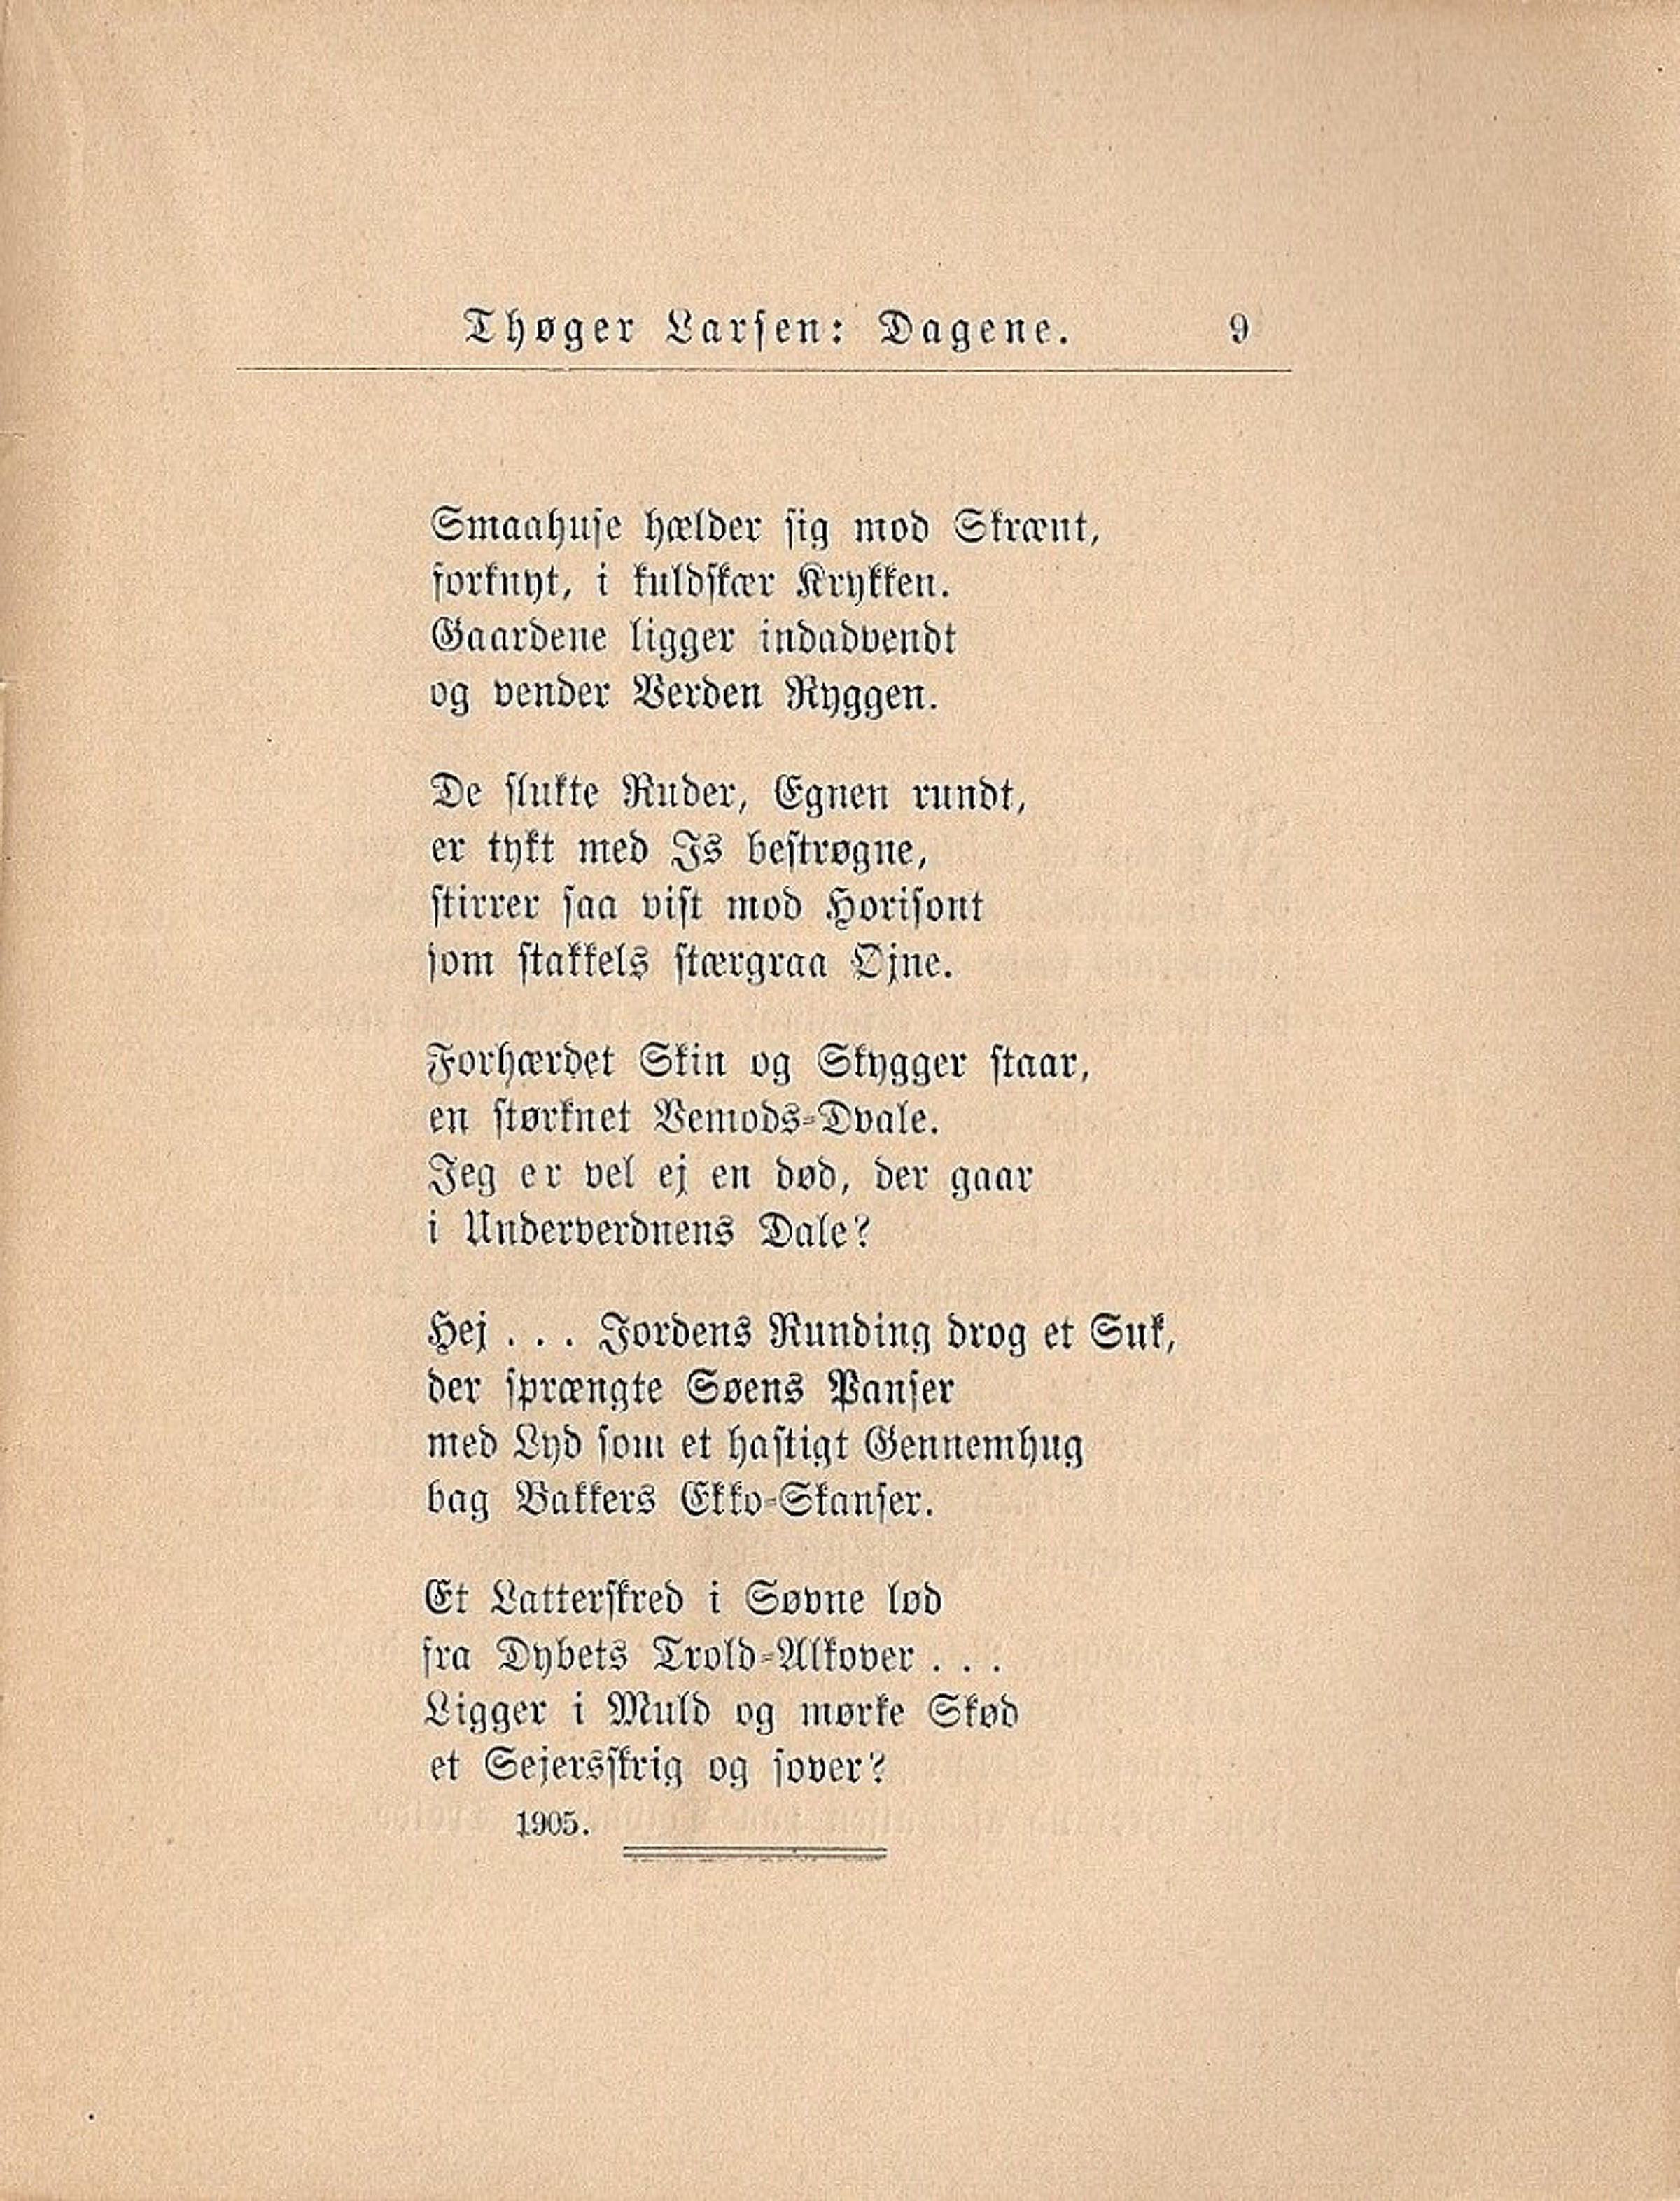 Thøger Larsen: Dagene. 9
Smaahuse hælder sig mod Skrænt,
forknyt, i kuldskær Krykken.
Gaardene ligger indadvendt
og vender Verden Ryggen.
De slukte Ruder, Egnen rundt,
er tykt med Is bestrøgne,
stirrer saa vist mod Horisont
som stakkels stærgraa Øjne.
Forhærdet Skin og Skygger staar,
en størknet Vemods-Dvale.
Jeg er vel ej en død, der gaar
i Underverdnens Dale?
Hej . . . Jordens Runding drog et Suk,
der sprængte Søens Panser
med Lyd som et hastigt Gennemhug
bag Bakkers Ekko-Skanser.
Et Latterskred i Søvne lød
fra Dybets Trold-Alkover . . .
Ligger i Muld og mørke Skød
et Sejersskrig og sover?
1905.